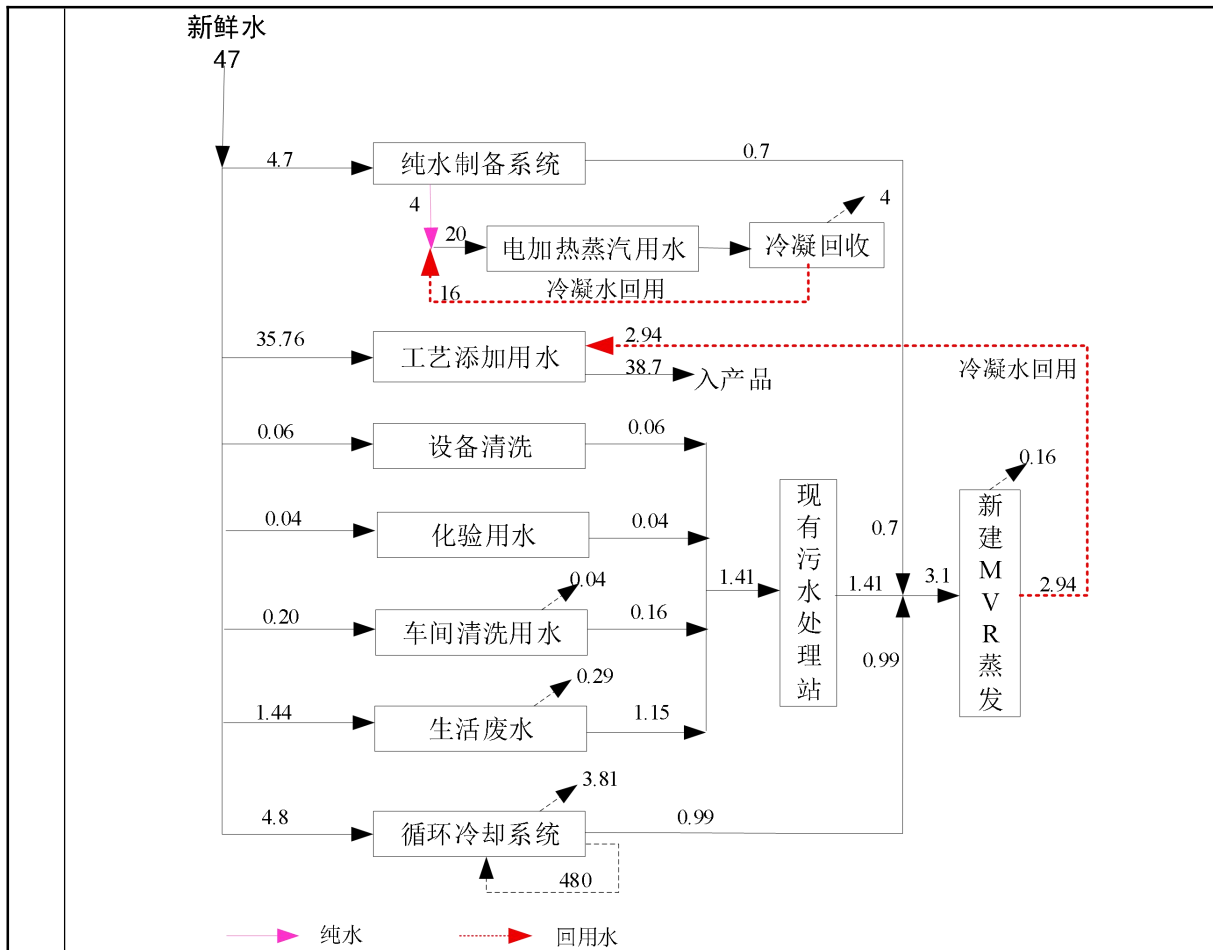 新鲜水
47
4.7
纯水制备系统
0.7
4
20
电加热蒸汽用水
冷凝回收
4
16
冷凝水回用
35.76
工艺添加用水
2.94
38.7
入产品
冷凝水回用
0.06
设备清洗
0.06
0.04
化验用水
0.04
0.20
车间清洗用水
0.04
0.16
1.44
生活废水
0.29
1.15
1.41
现有污水处理站
1.41
0.7
0.99
3.1
新建MVR蒸发
0.16
2.94
4.8
循环冷却系统
3.81
0.99
480
纯水
回用水